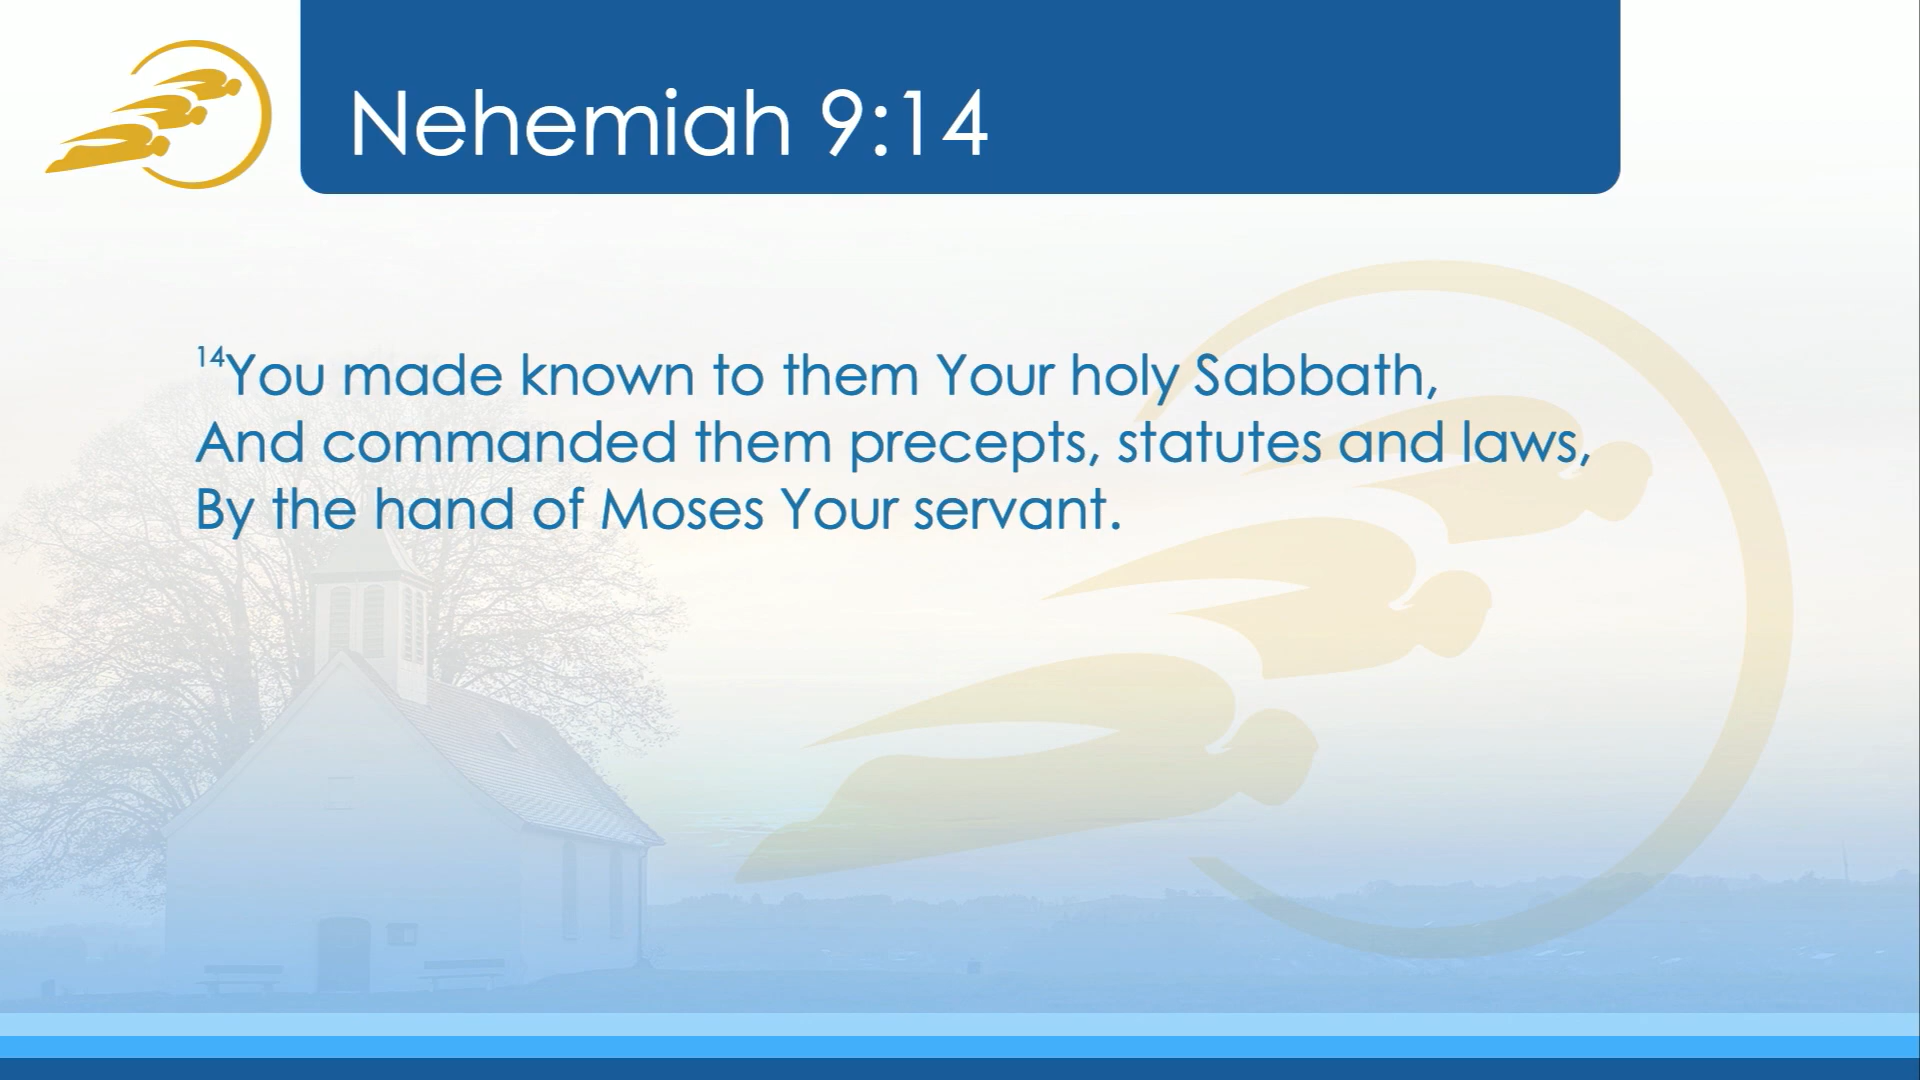 Nehemiah 9:14
14You made known to them Your holy Sabbath,
And commanded them precepts, statutes and laws,
By the hand of Moses Your servant.